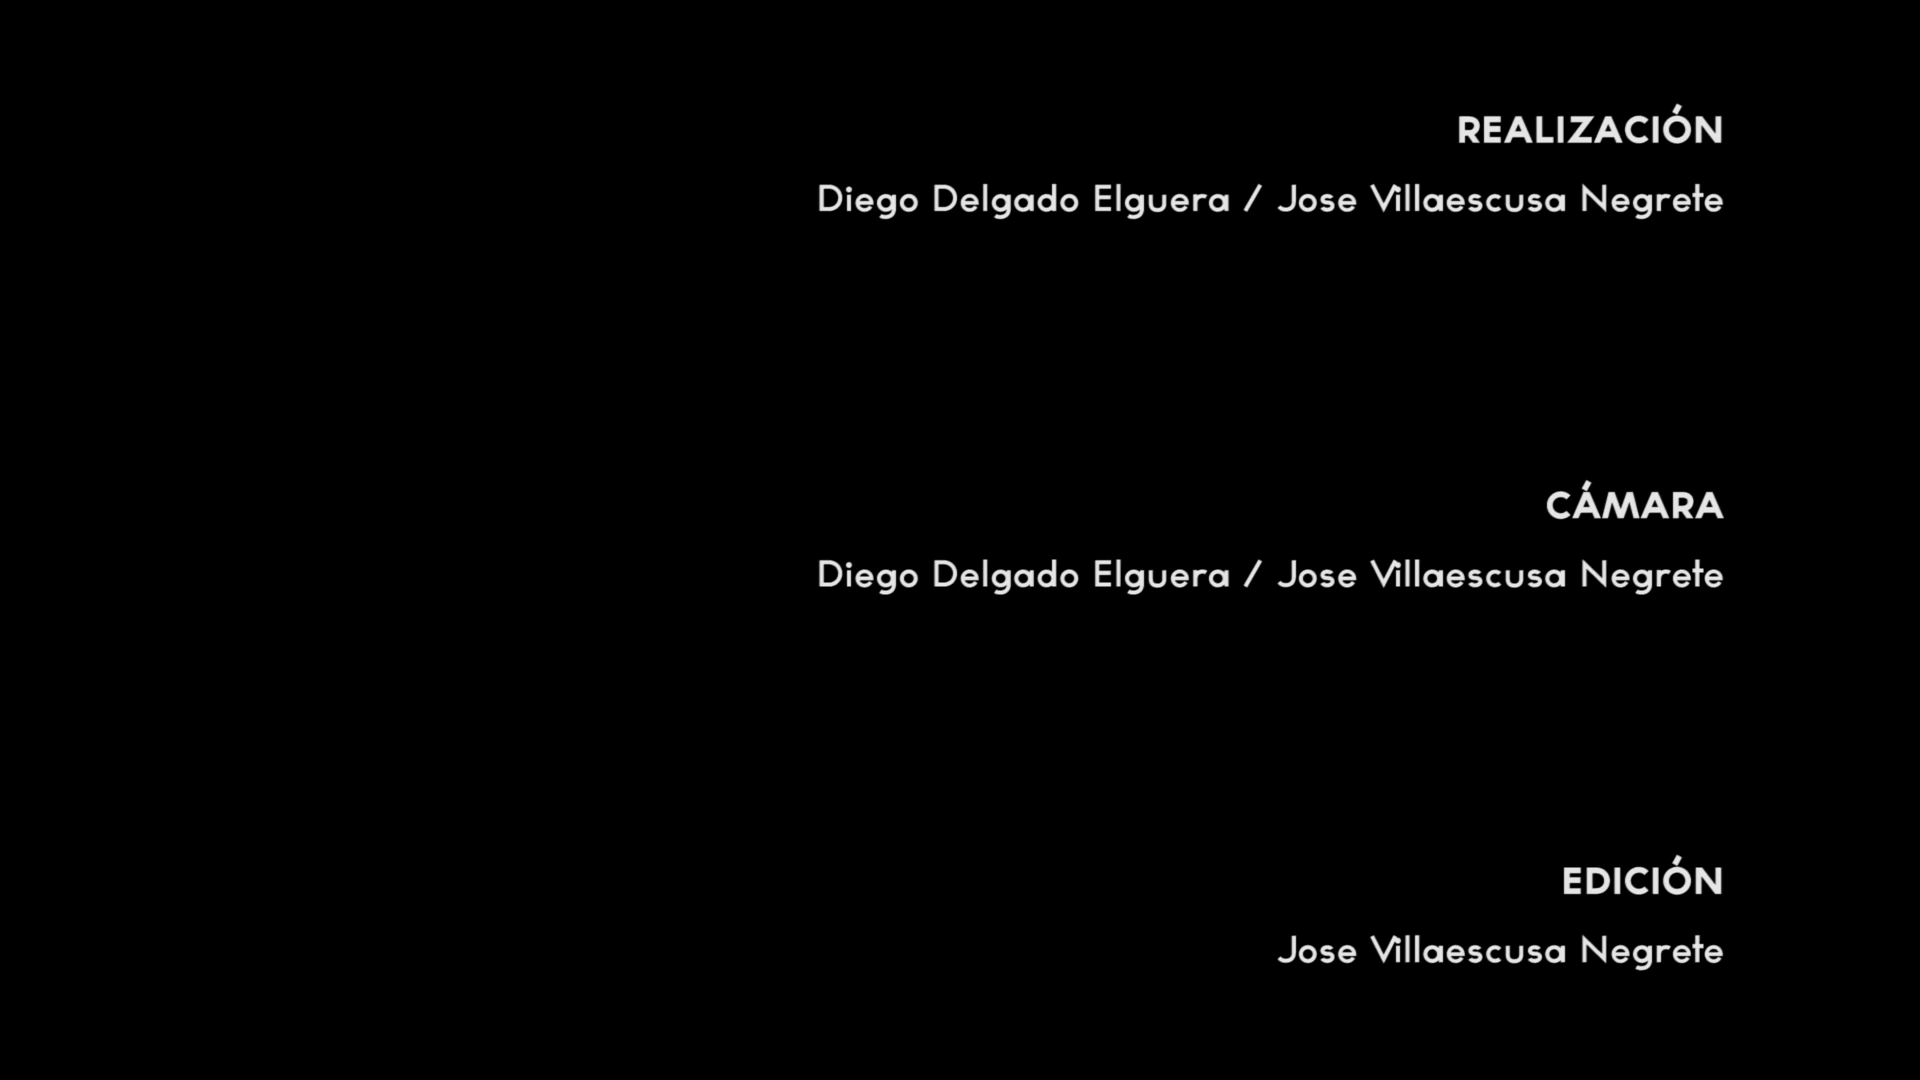 REALIZACIÓN
Diego Delgado Elguera / Jose Villaescusa Negrete
CÁMARA
Diego Delgado Elguera / Jose Villaescusa Negrete
EDICIÓN
Jose Villaescusa Negrete